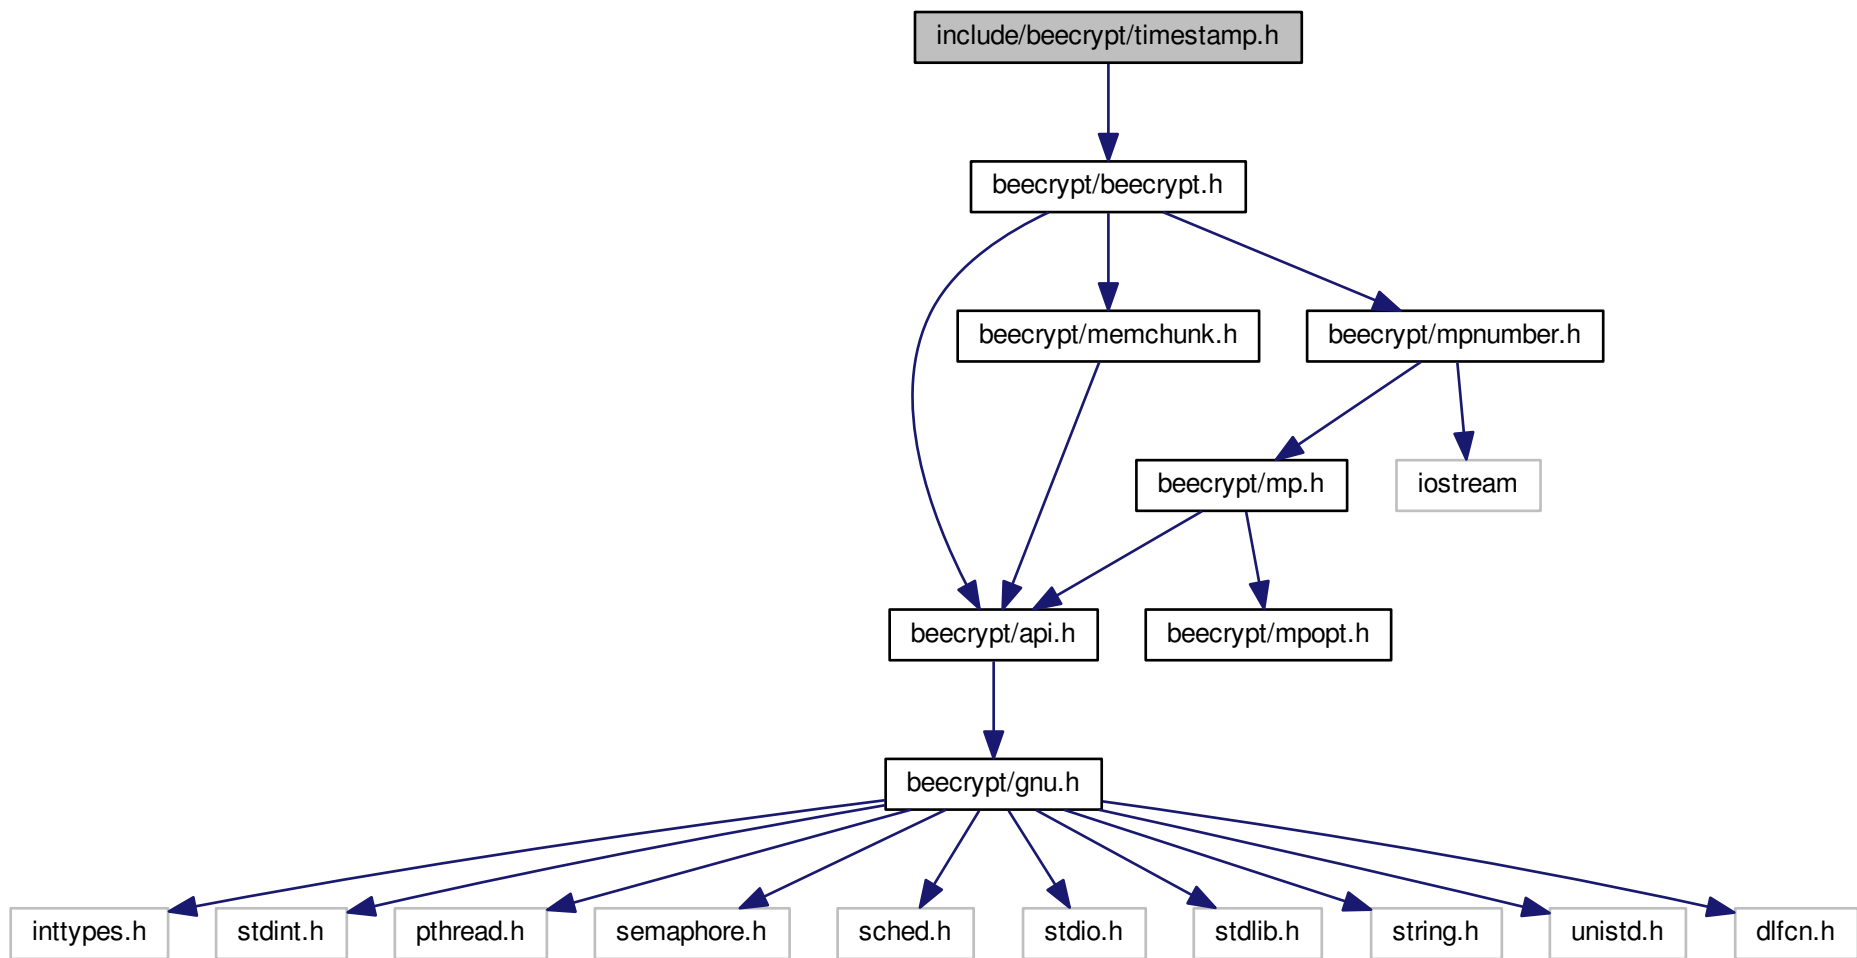 include/beecrypt/timestamp.h
beecrypt/beecrypt.h
beecrypt/memchunk.h
beecrypt/mpnumber.h
beecrypt/mp.h
iostream
beecrypt/api.h
beecrypt/mpopt.h
beecrypt/gnu.h
inttypes.h
stdint.h
pthread.h
semaphore.h
sched.h
stdio.h
stdlib.h
string.h
unistd.h
dlfcn.h